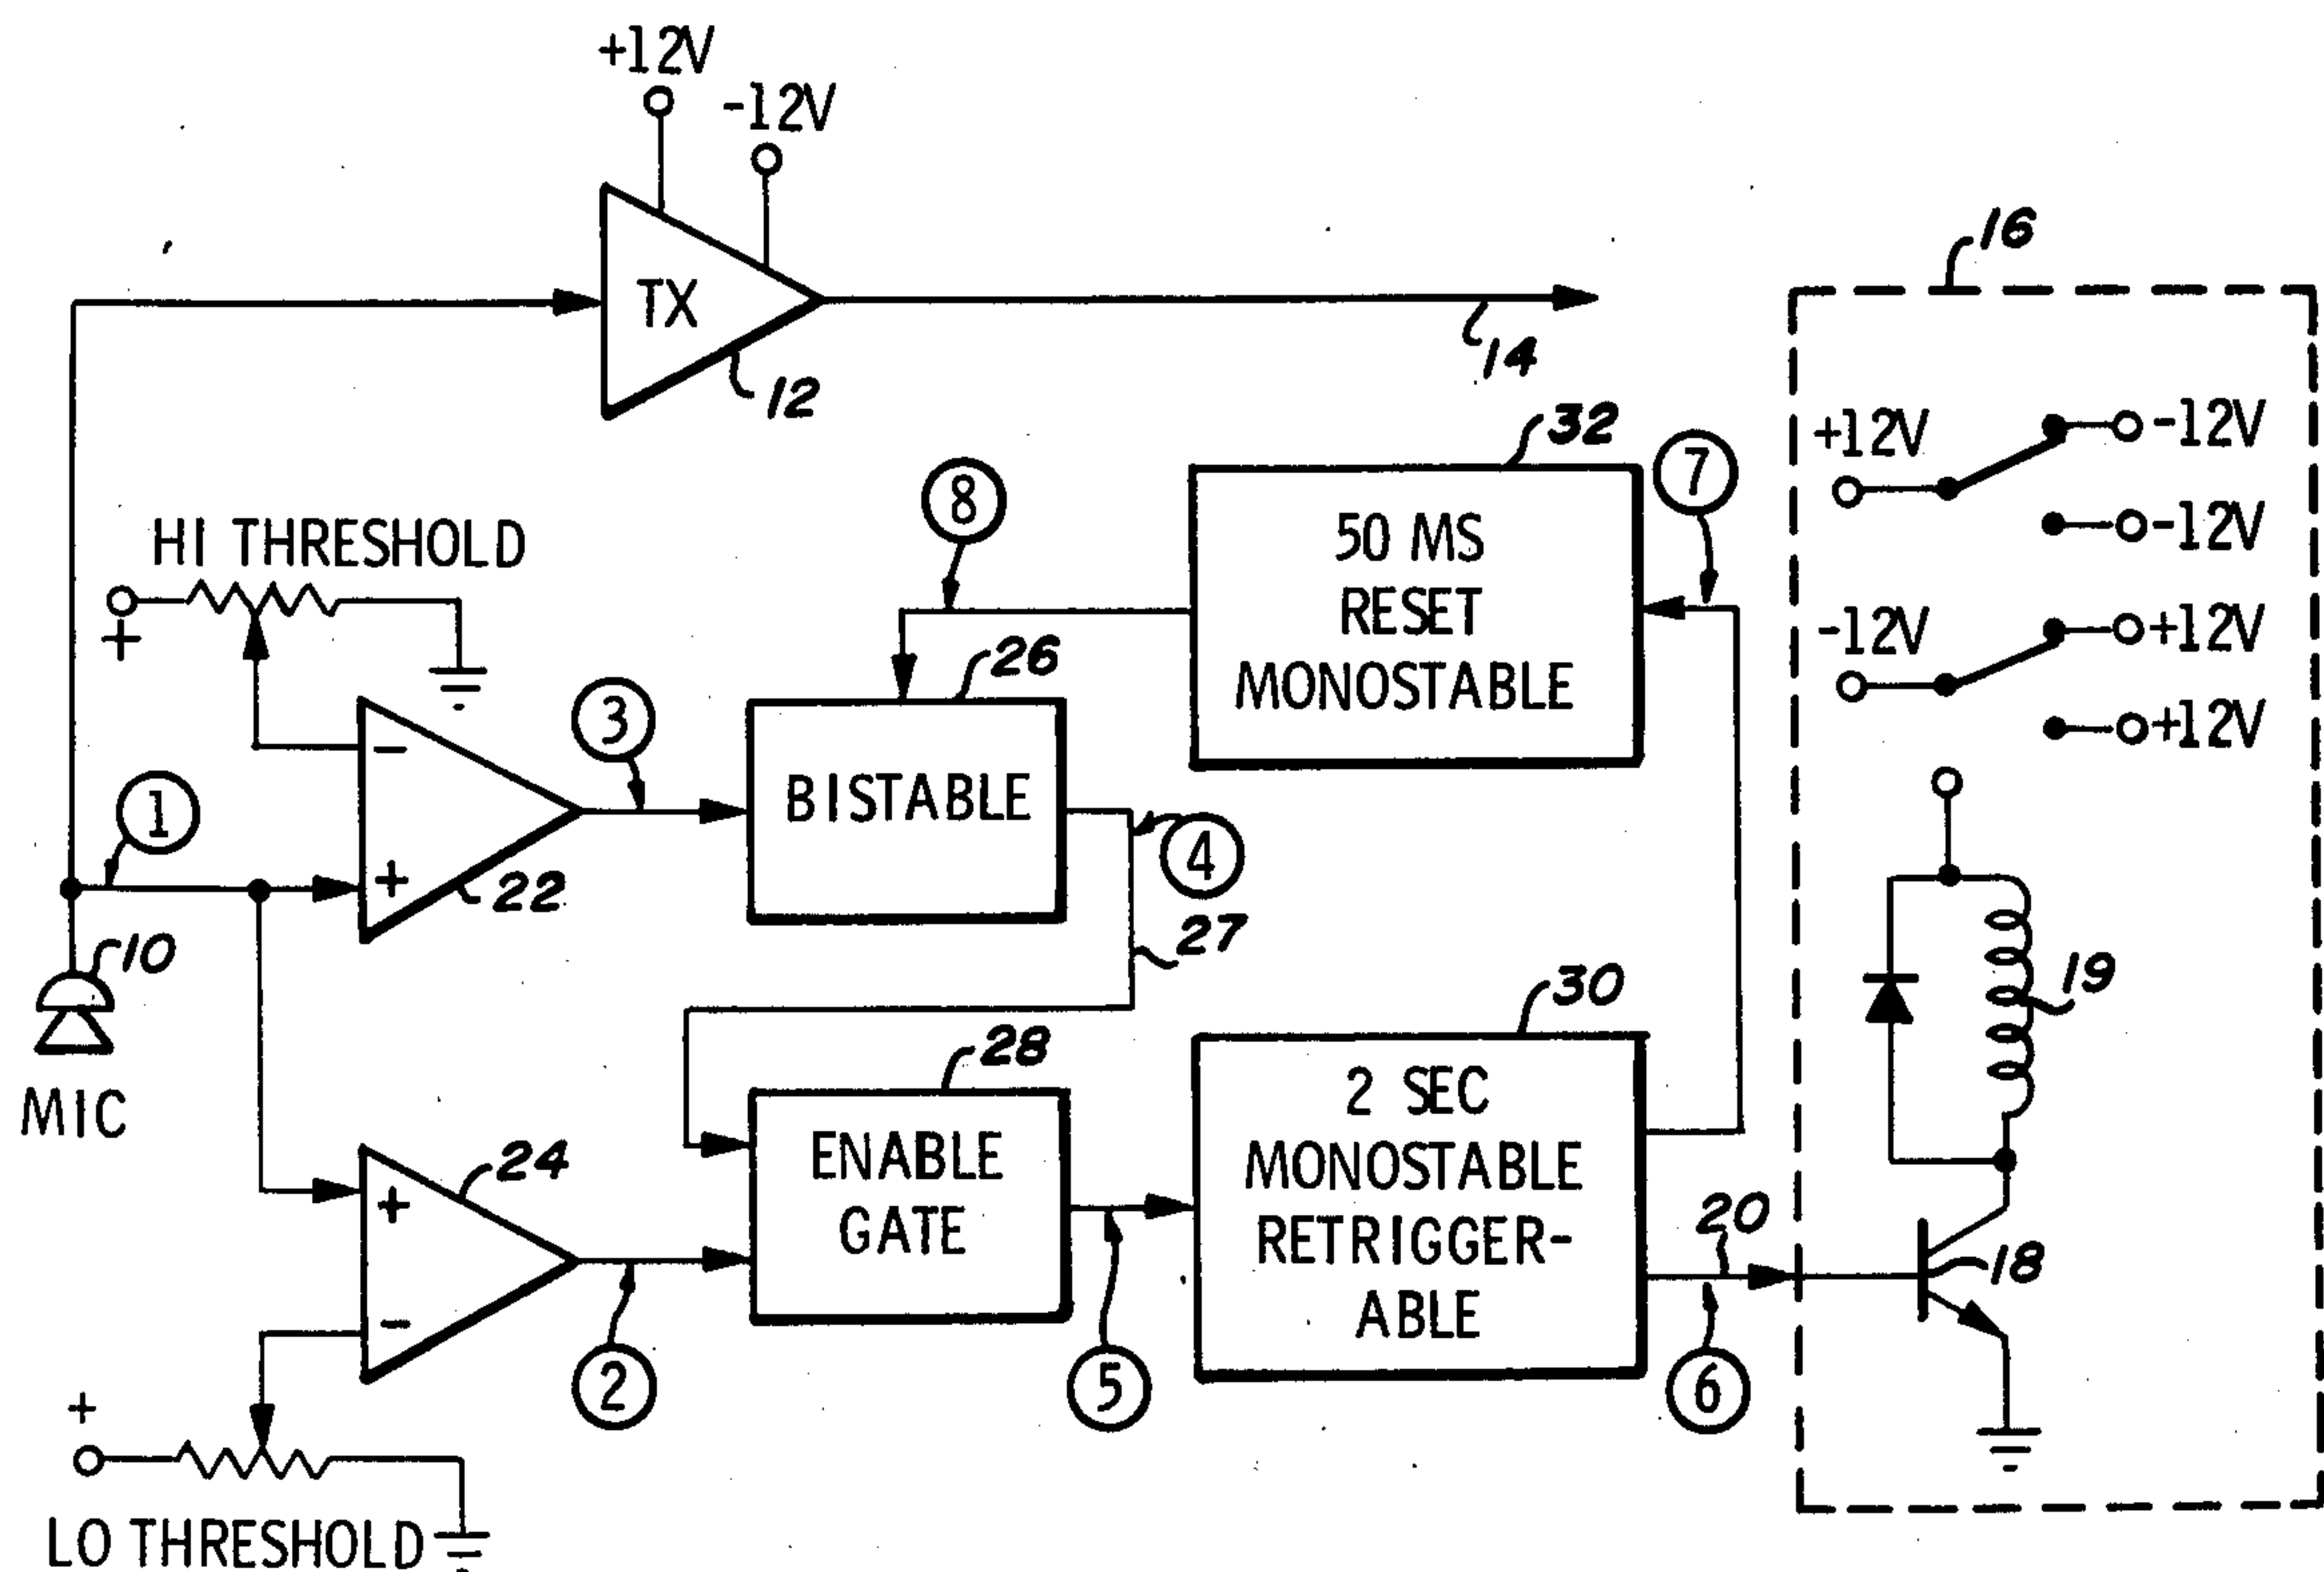 +12V
-12V
TX
12
14
16
HI THRESHOLD
+
-
+
22
1
10
MIC
3
8
26
BISTABLE
4
27
32
50 MS
RESET
MONOSTABLE
7
+12V
-12V
-12V
-12V
+12V
+12V
24
+
-
2
+
LO THRESHOLD
28
ENABLE
GATE
5
30
2 SEC
MONOSTABLE
RETRIGGER-
ABLE
20
6
19
18